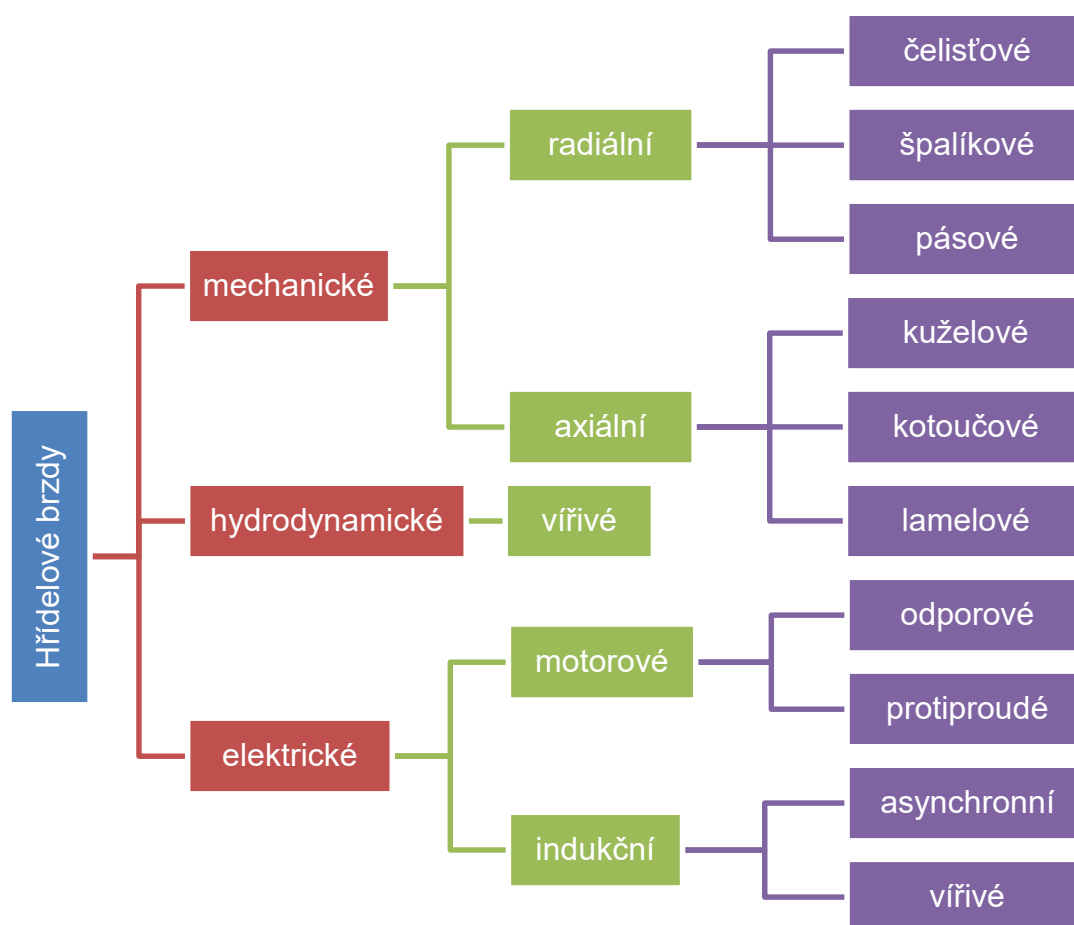 Hřídelové brzdy
mechanické
radiální
čelisťové
špalíkové
pásové
axiální
kuželové
kotoučové
lamelové
hydrodynamické
vířivé
elektrické
motorové
odporové
protiproudé
indukční
asynchronní
vířivé